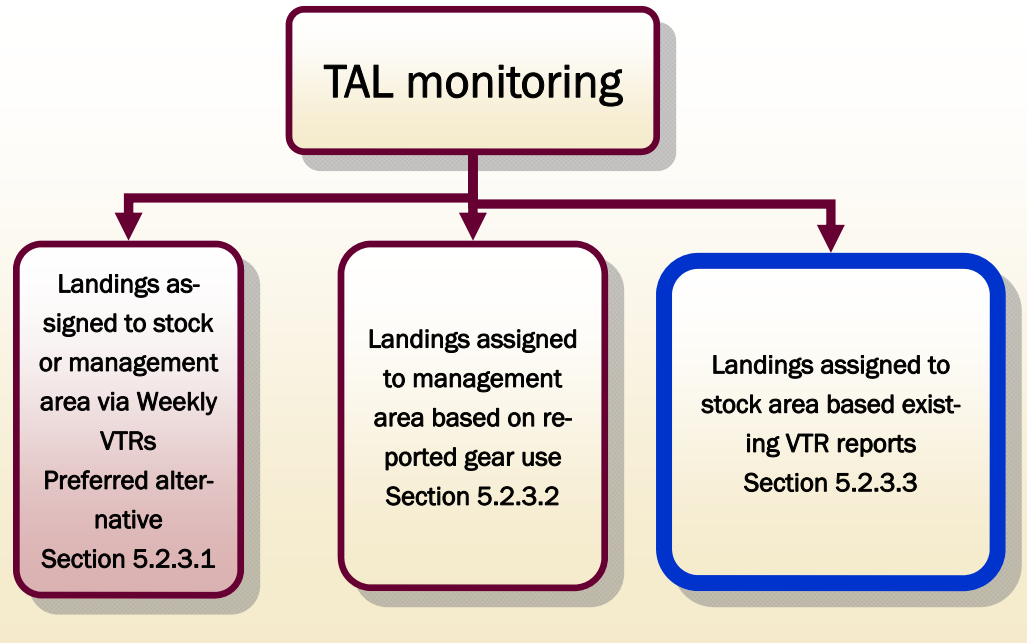 TAL monitoring
Landings as-
signed to stock
or management
area via Weekly
VTRs
Preferred alter-
native
Section 5.2.3.1
Landings assigned
to management
area based on re-
ported gear use
Section 5.2.3.2
Landings assigned to
stock area based exist-
ing VTR reports
Section 5.2.3.3